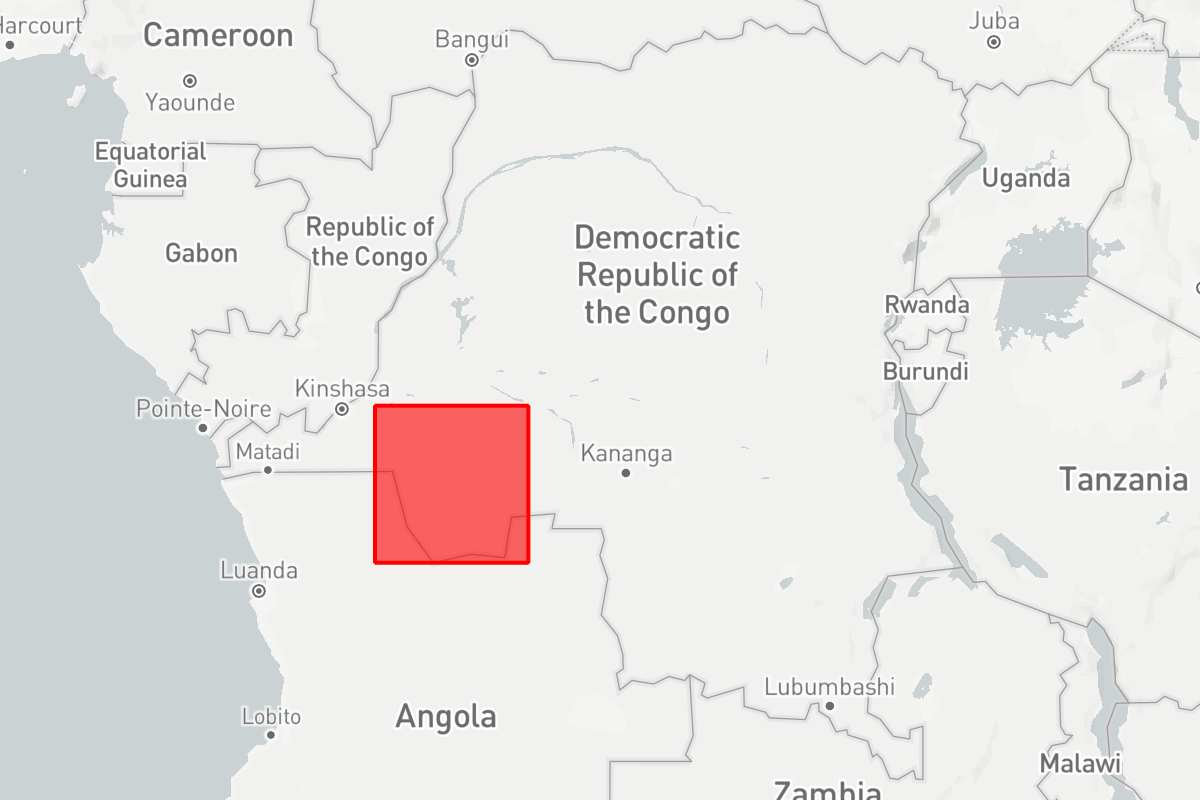 Harcourt
Cameroon
Bangui
Juba
Yaounde
Equatorial
Guinea
Uganda
Republic of
the Congo
Gabon
Democratic
Republic of
the Congo
Rwanda
Burundi
Kinshasa
Pointe-Noire
Matadi
Kananga
Tanzania
Luanda
Lubumbashi
Lobito
Angola
Malawi
Zambia